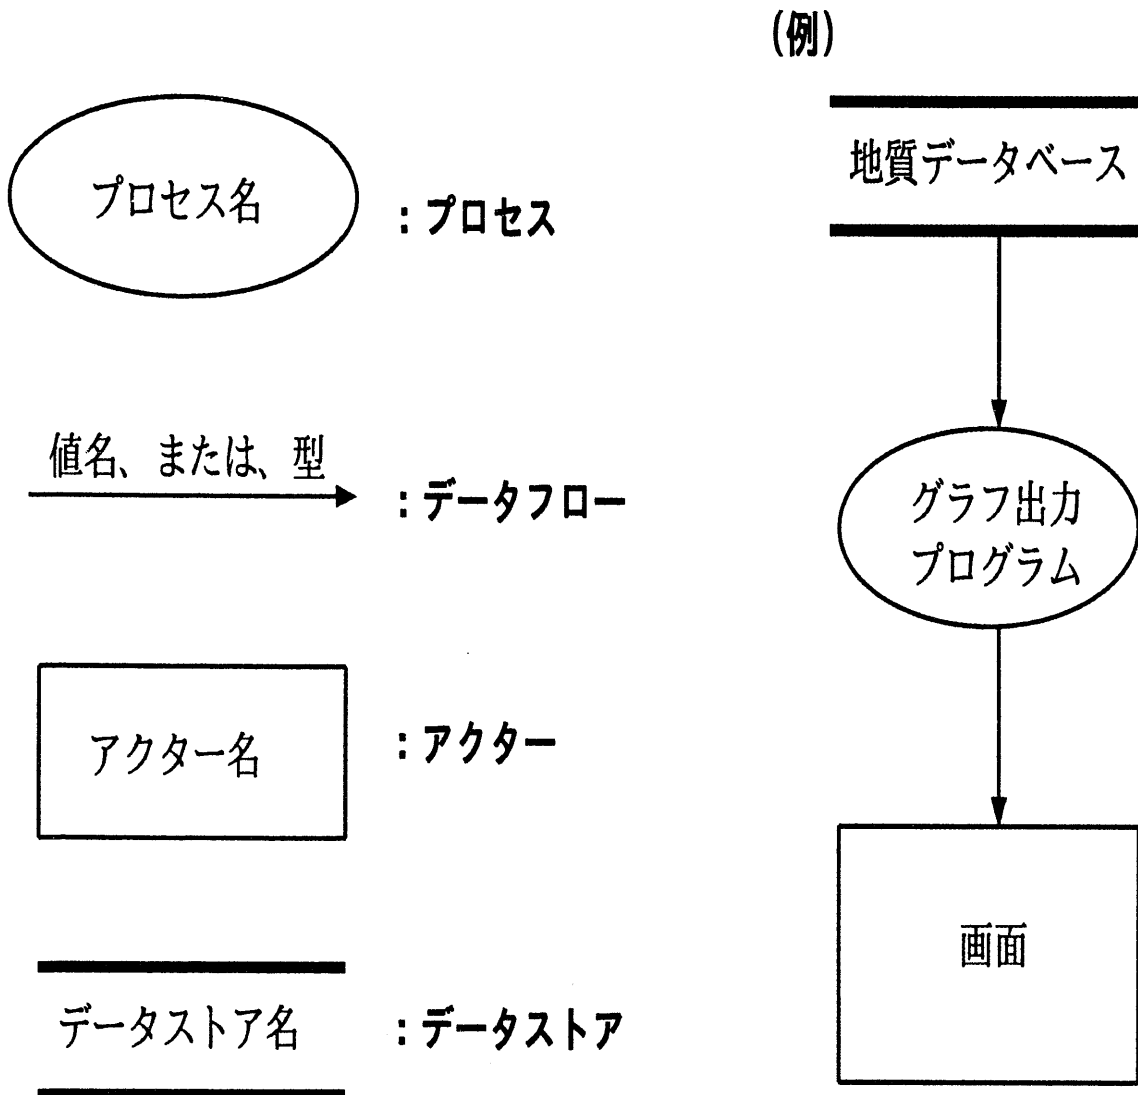 プロセス名
：プロセス
値名、または、型
：データフロー
アクター名
：アクター
データストア名
：データストア
(例)
地質データベース
グラフ出力
プログラム
画面